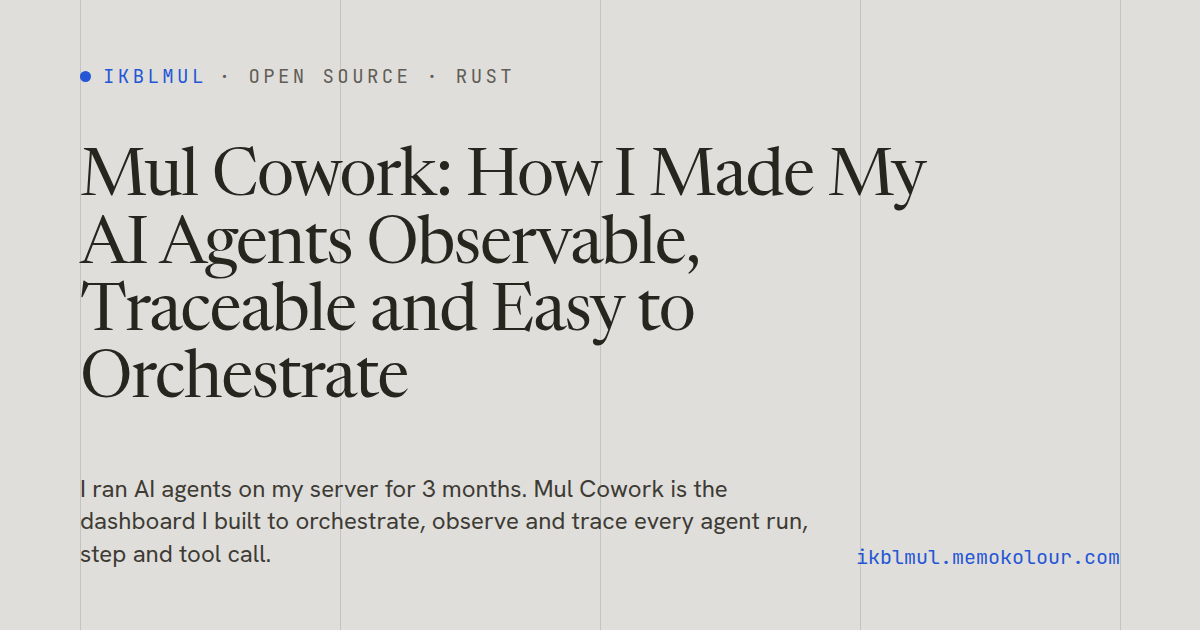 IKBLMUL · OPEN SOURCE · RUST
Mul Cowork: How I Made My
AI Agents Observable,
Traceable and Easy to
Orchestrate
I ran AI agents on my server for 3 months. Mul Cowork is the
dashboard I built to orchestrate, observe and trace every agent run,
step and tool call.
ikblmul.memokolour.com